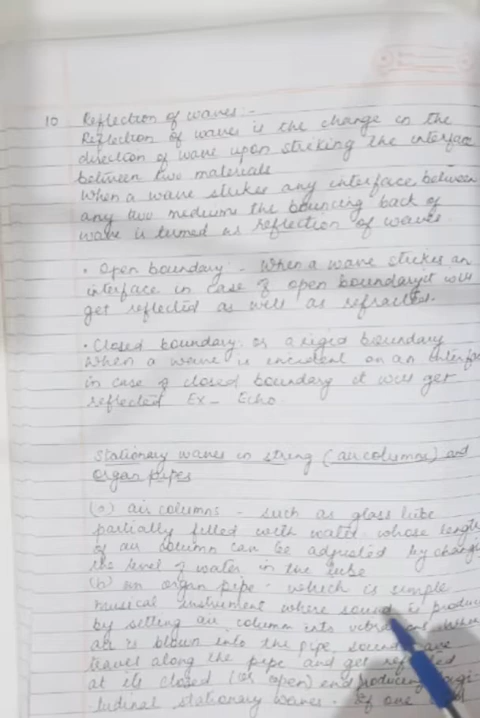 10 Reflection of waves:-
Reflection of waves is the change in the
direction of wave upon striking the interface
between two materials
When a wave strikes any interface between
any two mediums the bouncing back of
wave is termed as reflection of waves.
• Open boundary - When a wave strikes an
interface in case of open boundary it will
get reflected as well as refracted.
• Closed boundary or a rigid boundary
When a wave is incident on an interfac
in case of closed boundary it will get
reflected Ex- Echo
Stationary waves in string (air columns) and
organ pipes
(a) air columns - such as glass tube
partially filled with water whose length
of air column can be adjusted by changi
the level of water in the tube
(b) an organ pipe - which is simple
musical instrument where sound is produc
by setting air column into when
air is blown into the pipe sound
travels along the pipe and get reflected
at its closed (or open) end producing
tudinal stationary waves. If one